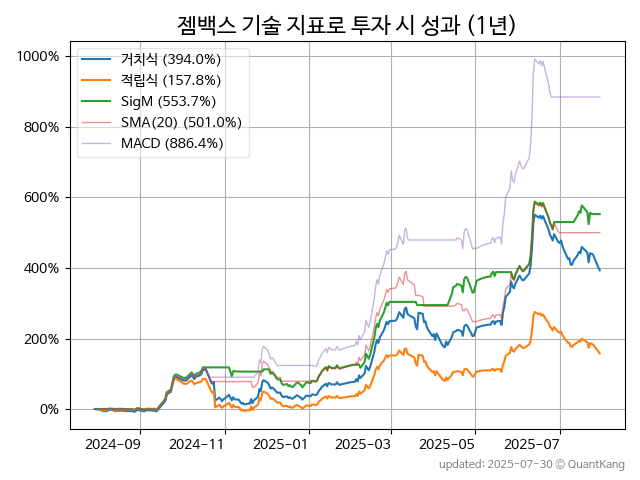 젬백스 기술 지표로 투자 시 성과 (1년)
거치식 (394.0%)
적립식 (157.8%)
SigM (553.7%)
SMA(20) (501.0%)
MACD (886.4%)
1000%
800%
600%
400%
200%
0%
2024-09 2024-11 2025-01 2025-03 2025-05 2025-07
updated: 2025-07-30 © QuantKang